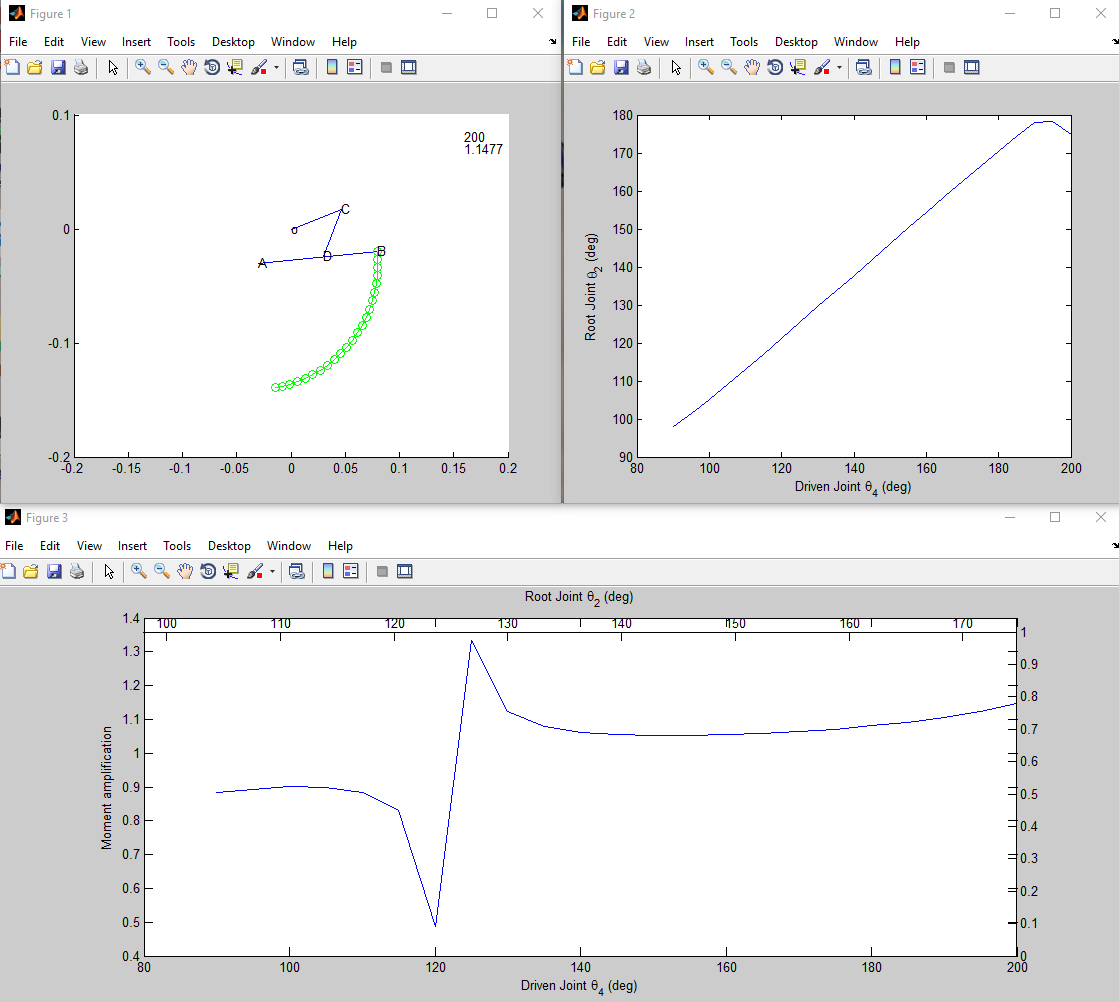 Figure 1
File Edit View Insert Tools Desktop Window Help
0.1
0
-0.1
-0.2
200
1.1477
o
C
D
A
B
-0.2 -0.15 -0.1 -0.05 0 0.05 0.1 0.15 0.2
Figure 2
File Edit View Insert Tools Desktop Window Help
180
170
160
150
140
130
120
110
100
90
Root Joint θ2 (deg)
80 100 120 140 160 180 200
Driven Joint θ4 (deg)
Figure 3
File Edit View Insert Tools Desktop Window Help
Root Joint θ2 (deg)
100 110 120 130 140 150 160 170
1.4
1.3
1.2
1.1
1
0.9
0.8
0.7
0.6
0.5
0.4
Moment amplification
1
0.9
0.8
0.7
0.6
0.5
0.4
0.3
0.2
0.1
0
80 100 120 140 160 180 200
Driven Joint θ4 (deg)